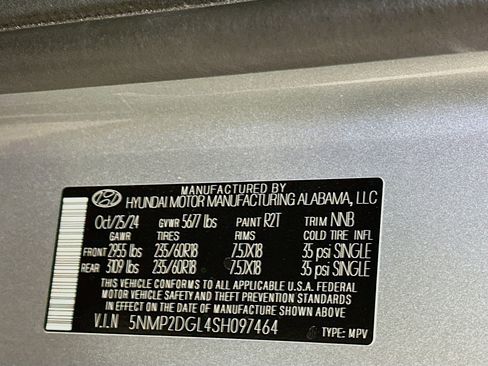 MANUFACTURED BY
HYUNDAI MOTOR MANUFACTURING ALABAMA, LLC
Oct/25/24 GVWR 5677 lbs PAINT R2T TRIM NNB
GAWR TIRES RIMS COLD TIRE INFL
FRONT 2955 lbs 235/60R18 7.5JX18 35 psi SINGLE
REAR 3109 lbs 235/60R18 7.5JX18 35 psi SINGLE
THIS VEHICLE CONFORMS TO ALL APPLICABLE U.S.A. FEDERAL
MOTOR VEHICLE SAFETY AND THEFT PREVENTION STANDARDS
IN EFFECT ON THE DATE OF MANUFACTURE SHOWN ABOVE
V.I.N 5NMP2DGL4SH097464 TYPE: MPV